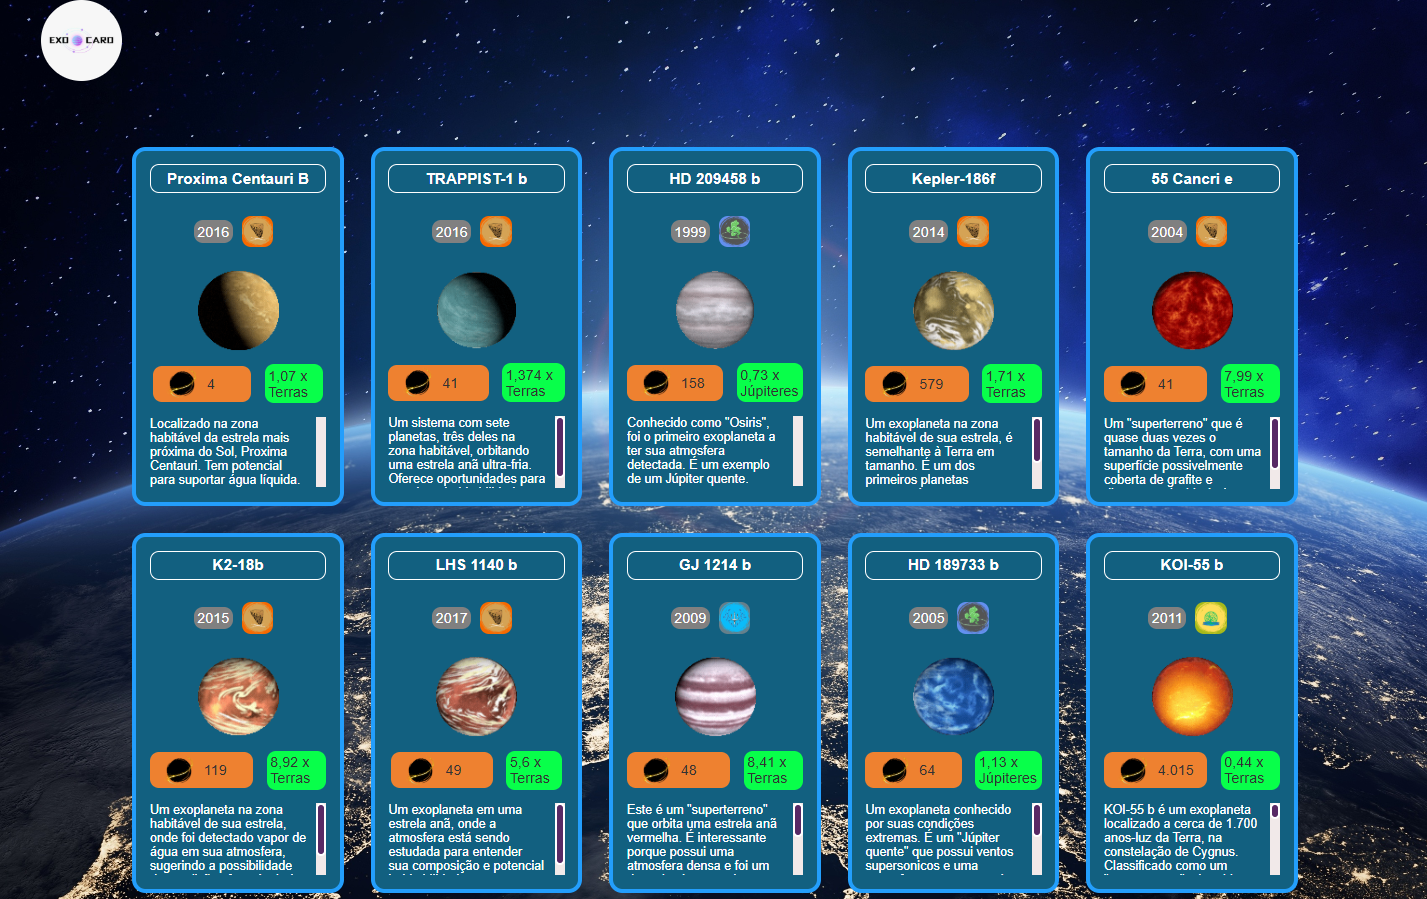 EXO CARD
Proxima Centauri B
2016
4
1,07 x
Terras
Localizado na zona
habitável da estrela mais
próxima do Sol, Proxima
Centauri. Tem potencial
para suportar água líquida.
TRAPPIST-1 b
2016
41
1,374 x
Terras
Um sistema com sete
planetas, três deles na
zona habitável, orbitando
uma estrela anã ultra-fria.
Oferece oportunidades para
HD 209458 b
1999
158
0,73 x
Júpiteres
Conhecido como "Osiris",
foi o primeiro exoplaneta a
ter sua atmosfera
detectada. É um exemplo
de um Júpiter quente.
Kepler-186f
2014
579
1,71 x
Terras
Um exoplaneta na zona
habitável de sua estrela, é
semelhante à Terra em
tamanho. É um dos
primeiros planetas
55 Cancri e
2004
41
7,99 x
Terras
Um "superterreno" que é
quase duas vezes o
tamanho da Terra, com uma
superfície possivelmente
coberta de grafite e
K2-18b
2015
119
8,92 x
Terras
Um exoplaneta na zona
habitável de sua estrela,
onde foi detectado vapor de
água em sua atmosfera,
sugerindo a possibilidade
LHS 1140 b
2017
49
5,6 x
Terras
Um exoplaneta em uma
estrela anã, onde a
atmosfera está sendo
estudada para entender
sua composição e potencial
GJ 1214 b
2009
48
8,41 x
Terras
Este é um "superterreno"
que orbita uma estrela anã
vermelha. É interessante
porque possui uma
atmosfera densa e foi um
HD 189733 b
2005
64
1,13 x
Júpiteres
Um exoplaneta conhecido
por suas condições
extremas. É um "Júpiter
quente" que possui ventos
supersonicos e uma
KOI-55 b
2011
4.015
0,44 x
Terras
KOI-55 b é um exoplaneta
localizado a cerca de 1.700
anos-luz da Terra, na
constelação de Cygnus.
Classificado como um